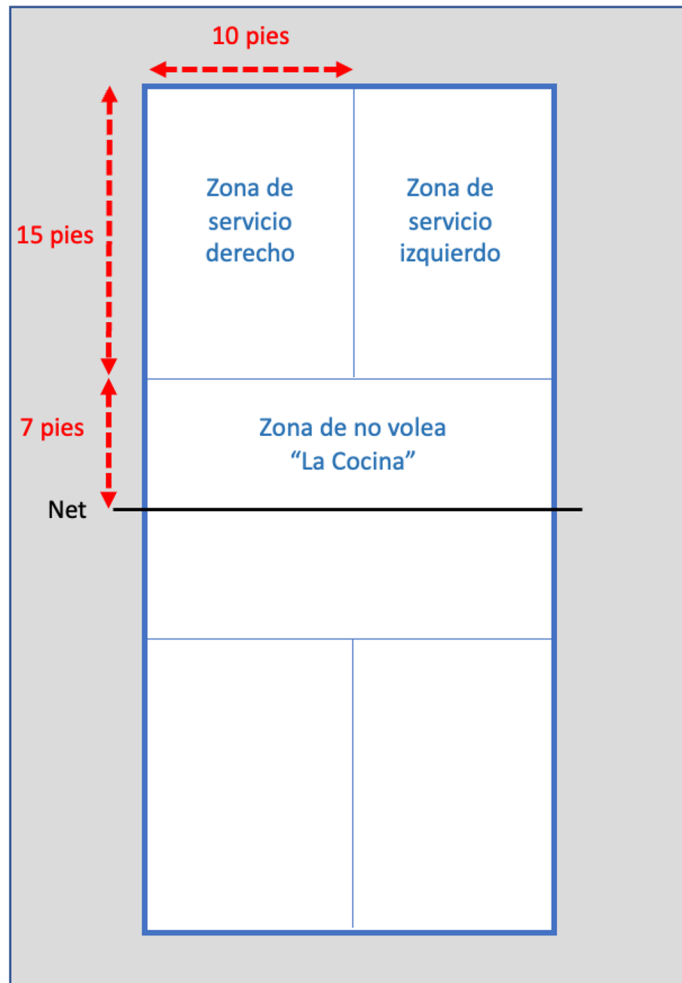 10 pies
Zona de
servicio
derecho
Zona de
servicio
izquierdo
15 pies
7 pies
Zona de no volea
“La Cocina”
Net